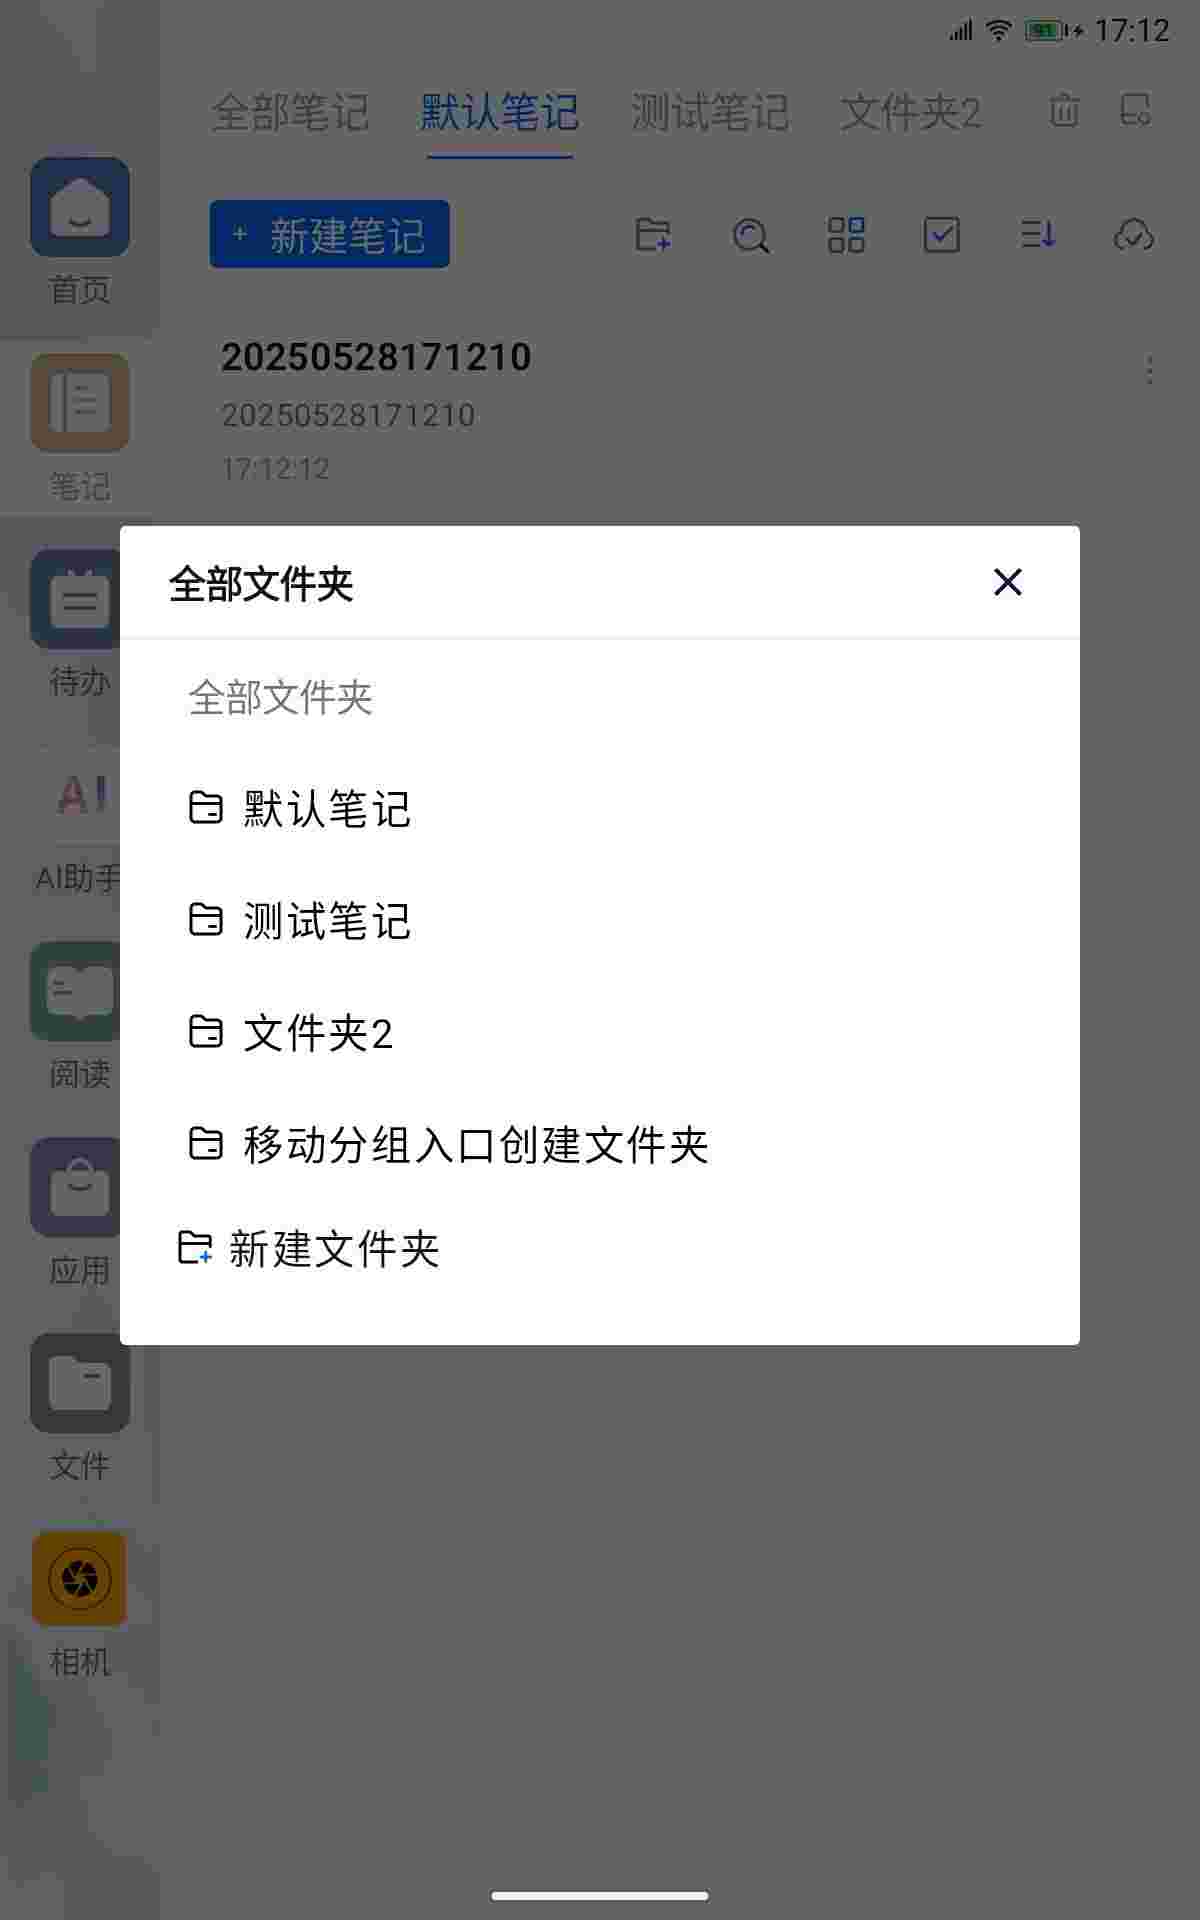 91 17:12
全部笔记 默认笔记 测试笔记 文件夹2
+ 新建笔记
首页
20250528171210
20250528171210
17:12:12
笔记
全部文件夹
全部文件夹
待办
默认笔记
AI
AI助手
测试笔记
文件夹2
阅读
移动分组入口创建文件夹
新建文件夹
应用
文件
相机